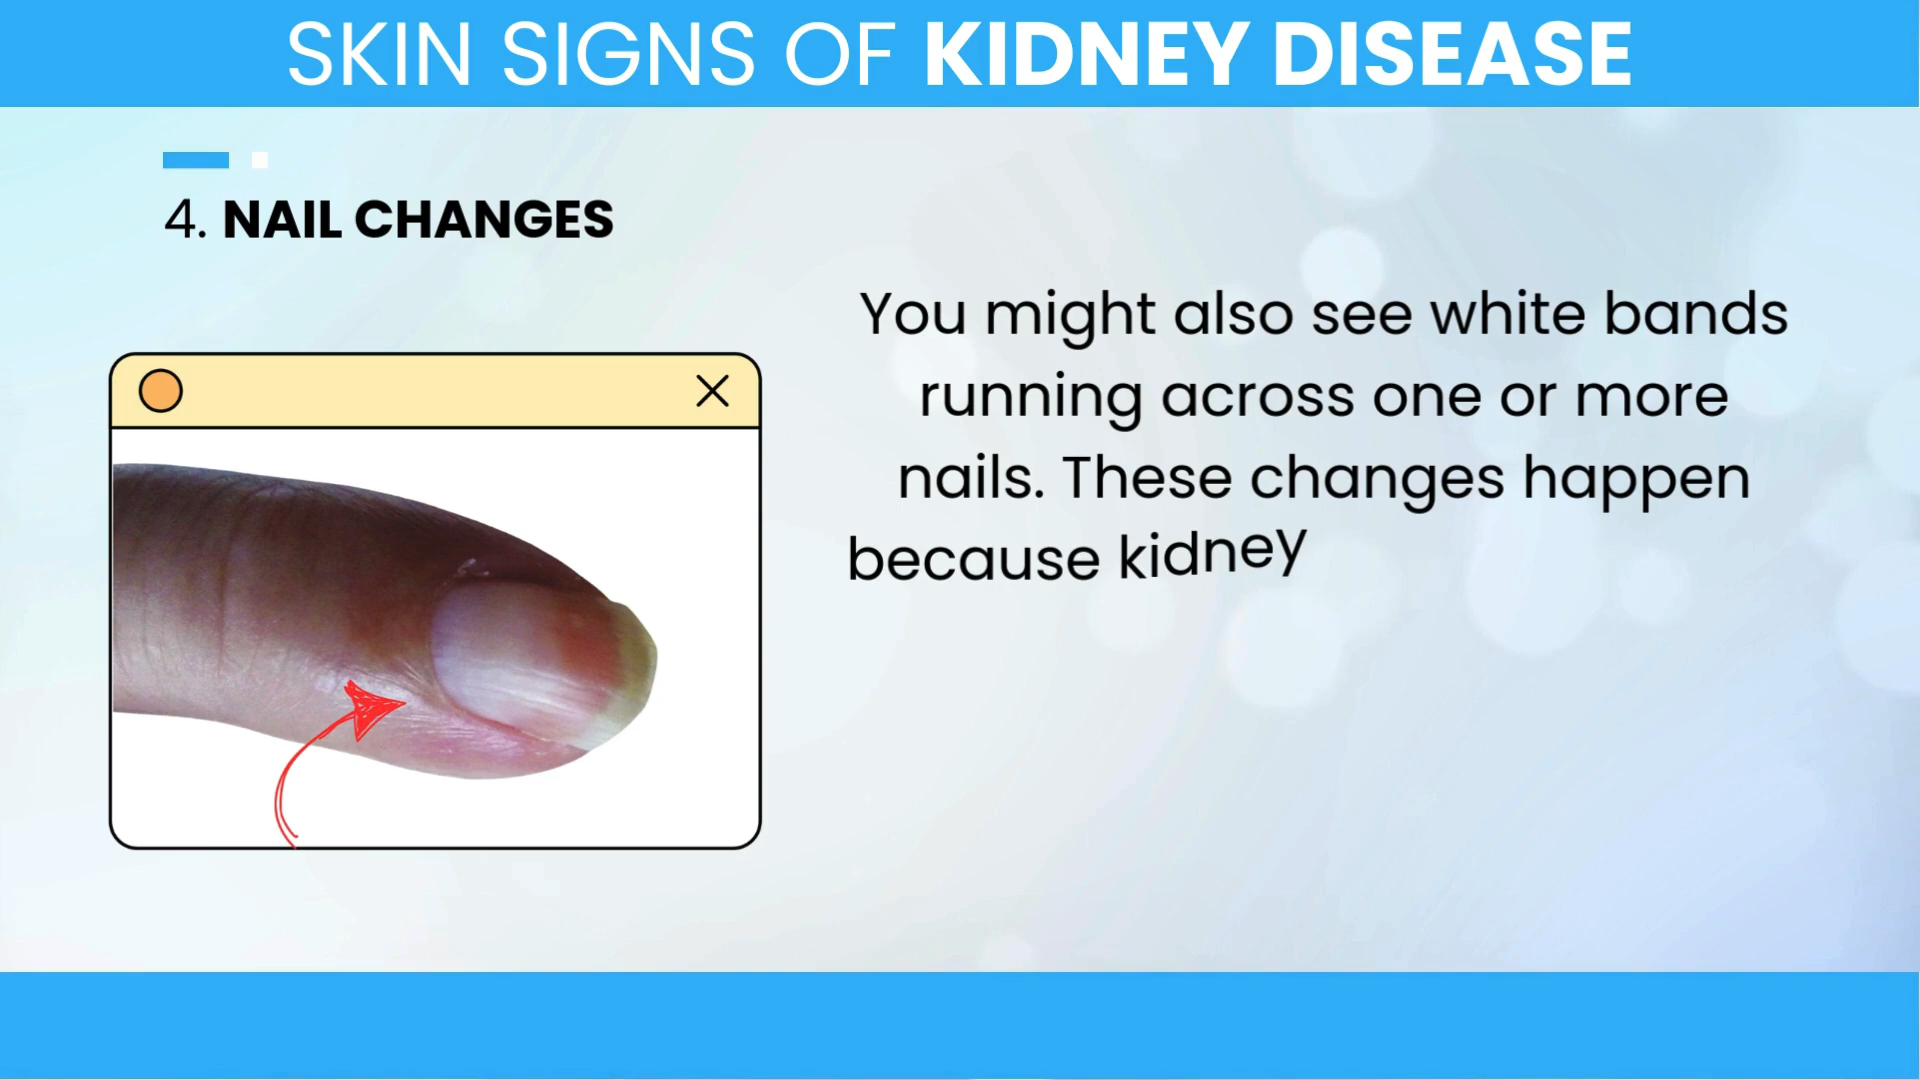 SKIN SIGNS OF KIDNEY DISEASE
4. NAIL CHANGES
You might also see white bands
running across one or more
nails. These changes happen
because kidney